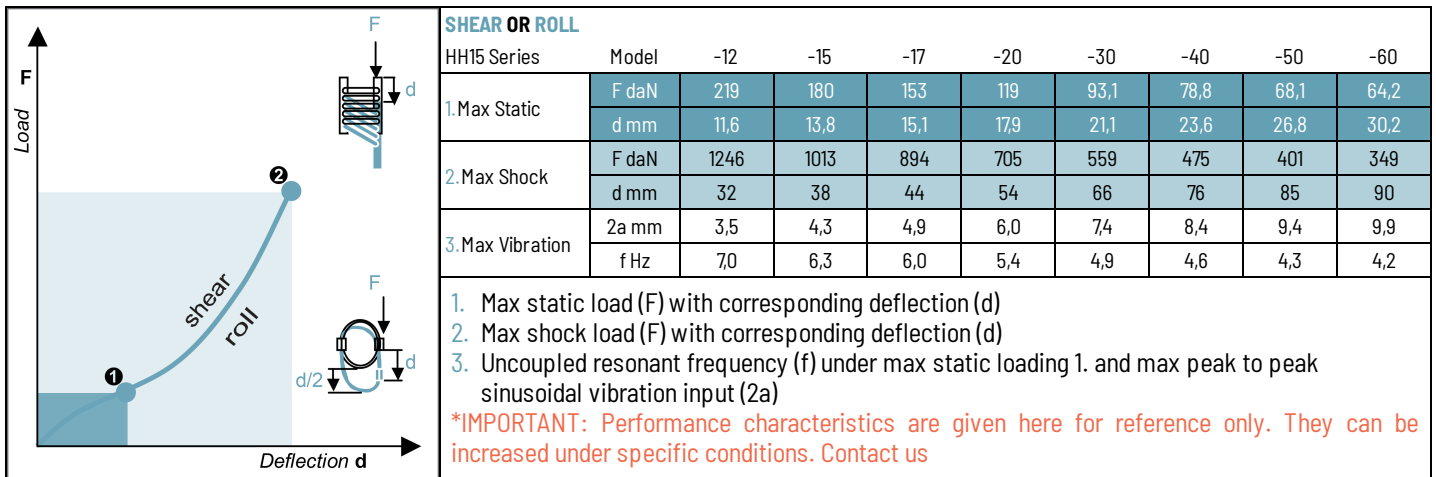 F
Load
F
d
2
shear
roll
F
d
d/2
1
Deflection d
SHEAR OR ROLL
HH15 Series Model -12 -15 -17 -20 -30 -40 -50 -60
1.Max Static F daN 219 180 153 119 93,1 78,8 68,1 64,2
d mm 11,6 13,8 15,1 17,9 21,1 23,6 26,8 30,2
2.Max Shock F daN 1246 1013 894 705 559 475 401 349
d mm 32 38 44 54 66 76 85 90
3.Max Vibration 2a mm 3,5 4,3 4,9 6,0 7,4 8,4 9,4 9,9
f Hz 7,0 6,3 6,0 5,4 4,9 4,6 4,3 4,2
1. Max static load (F) with corresponding deflection (d)
2. Max shock load (F) with corresponding deflection (d)
3. Uncoupled resonant frequency (f) under max static loading 1. and max peak to peak
sinusoidal vibration input (2a)
*IMPORTANT: Performance characteristics are given here for reference only. They can be
increased under specific conditions. Contact us